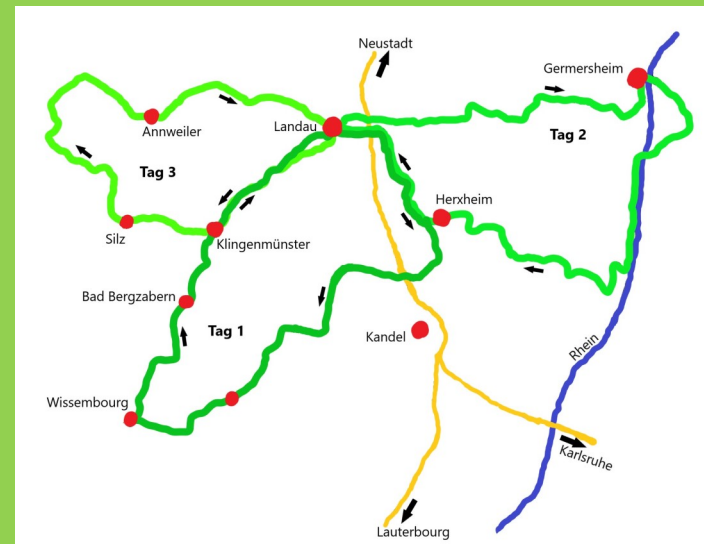 Neustadt
Germersheim
Landau
Tag 2
Annweiler
Tag 3
Herxheim
Silz
Klingenmünster
Bad Bergzabern
Tag 1
Kandel
Rhein
Wissembourg
Karlsruhe
Lauterbourg